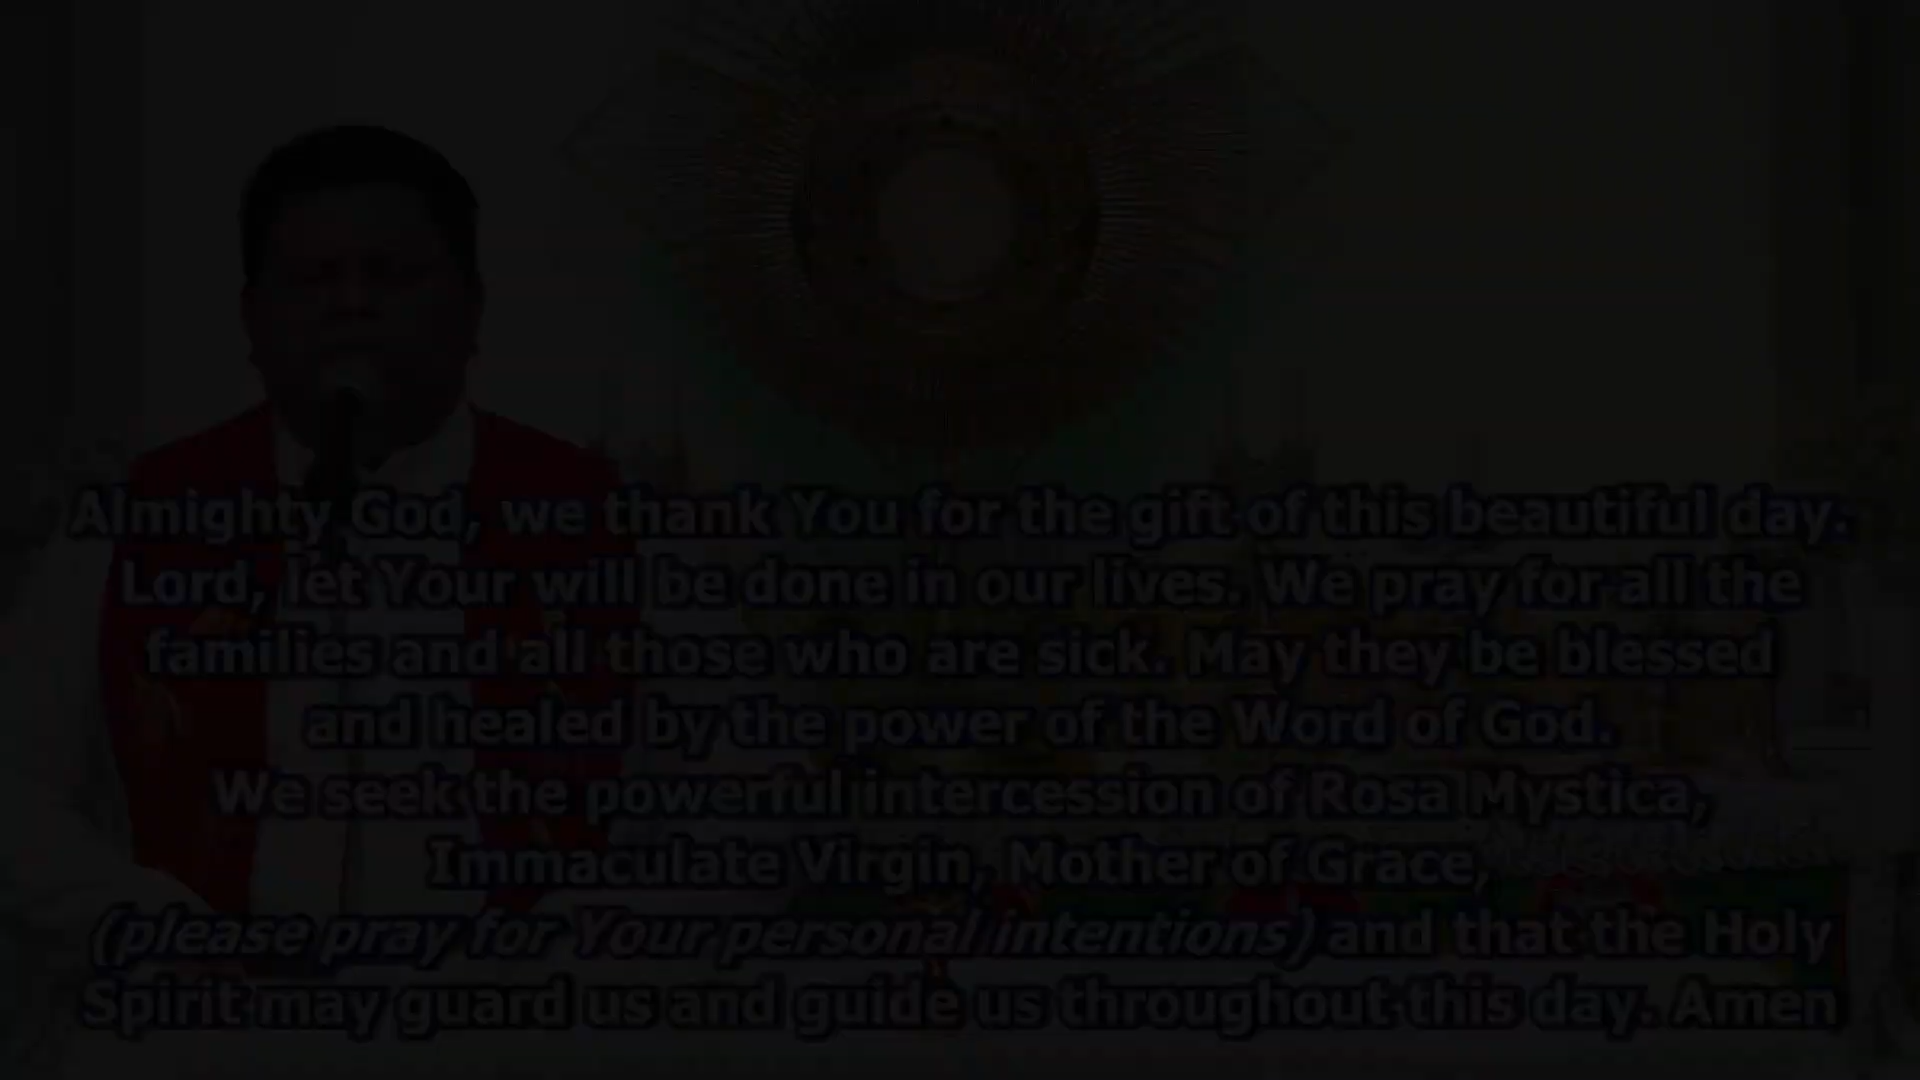 Almighty God, we thank You for the gift of this beautiful day.
Lord, let Your will be done in our lives. We pray for all the
families and all those who are sick. May they be blessed
and healed by the power of the Word of God.
We seek the powerful intercession of Rosa Mystica,
Immaculate Virgin, Mother of Grace,
(please pray for Your personal intentions) and that the Holy
Spirit may guard us and guide us throughout this day. Amen